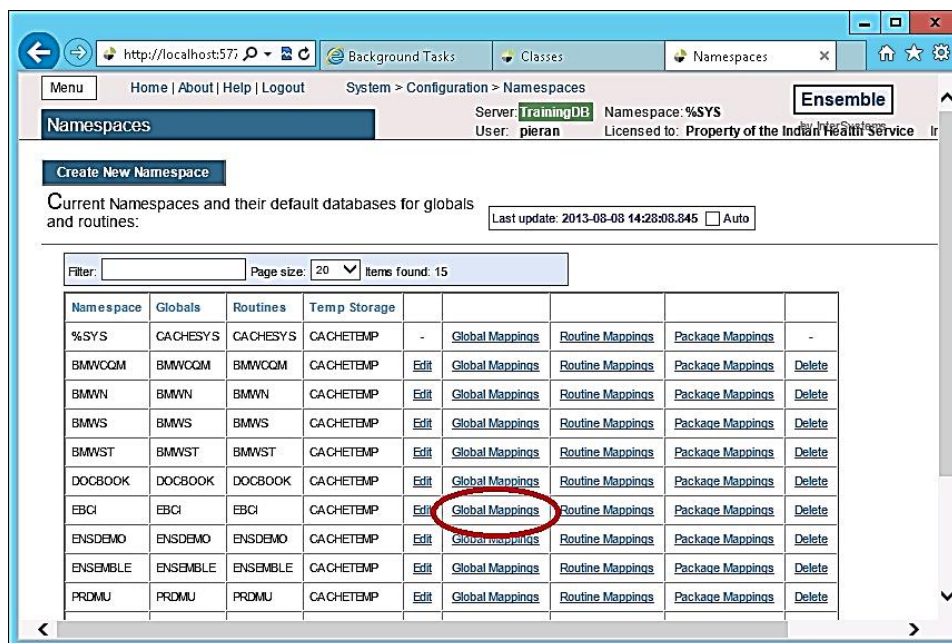 http://localhost:577 Background Tasks Classes Namespaces
Menu Home | About | Help | Logout System > Configuration > Namespaces
Server: TrainingDB Namespace: %SYS
Ensemble
by InterSystems
Namespaces
User: pieran Licensed to: Property of the Indian Health Service
Create New Namespace
Current Namespaces and their default databases for globals
and routines:
Last update: 2013-08-08 14:28:08.845 Auto
Filter: Page size: 20 Items found: 15
Namespace Globals Routines Temp Storage
%SYS CACHESYS CACHESYS CACHETEMP - Global Mappings Routine Mappings Package Mappings -
BMWCQM BMWCQM BMWCQM CACHETEMP Edit Global Mappings Routine Mappings Package Mappings Delete
BMWN BMWN BMWN CACHETEMP Edit Global Mappings Routine Mappings Package Mappings Delete
BMWS BMWS BMWS CACHETEMP Edit Global Mappings Routine Mappings Package Mappings Delete
BMWST BMWST BMWST CACHETEMP Edit Global Mappings Routine Mappings Package Mappings Delete
DOCBOOK DOCBOOK DOCBOOK CACHETEMP Edit Global Mappings Routine Mappings Package Mappings Delete
EBCI EBCI EBCI CACHETEMP Edit Global Mappings Routine Mappings Package Mappings Delete
ENSDEMO ENSDEMO ENSDEMO CACHETEMP Edit Global Mappings Routine Mappings Package Mappings Delete
ENSEMBLE ENSEMBLE ENSEMBLE CACHETEMP Edit Global Mappings Routine Mappings Package Mappings Delete
PRDMU PRDMU PRDMU CACHETEMP Edit Global Mappings Routine Mappings Package Mappings Delete